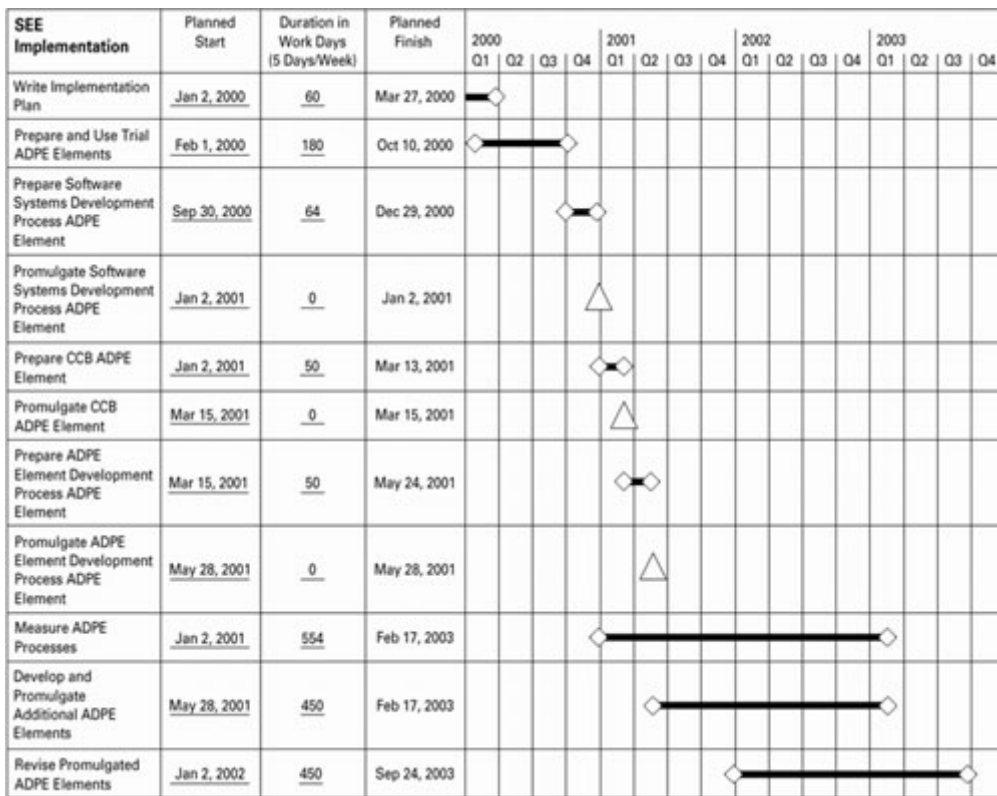 SEE
Implementation
Planned
Start
Duration in
Work Days
(5 Days/Week)
Planned
Finish
2000 2001 2002 2003
Q1 Q2 Q3 Q4 Q1 Q2 Q3 Q4 Q1 Q2 Q3 Q4 Q1 Q2 Q3 Q4
Write Implementation
Plan
Jan 2, 2000 60 Mar 27, 2000
Prepare and Use Trial
ADPE Elements
Feb 1, 2000 180 Oct 10, 2000
Prepare Software
Systems Development
Process ADPE
Element
Sep 30, 2000 64 Dec 29, 2000
Promulgate Software
Systems Development
Process ADPE
Element
Jan 2, 2001 0 Jan 2, 2001
Prepare CCB ADPE
Element
Jan 2, 2001 50 Mar 13, 2001
Promulgate CCB
ADPE Element
Mar 15, 2001 0 Mar 15, 2001
Prepare ADPE
Element Development
Process ADPE
Element
Mar 15, 2001 50 May 24, 2001
Promulgate ADPE
Element Development
Process ADPE
Element
May 28, 2001 0 May 28, 2001
Measure ADPE
Processes
Jan 2, 2001 554 Feb 17, 2003
Develop and
Promulgate
Additional ADPE
Elements
May 28, 2001 450 Feb 17, 2003
Revise Promulgated
ADPE Elements
Jan 2, 2002 450 Sep 24, 2003